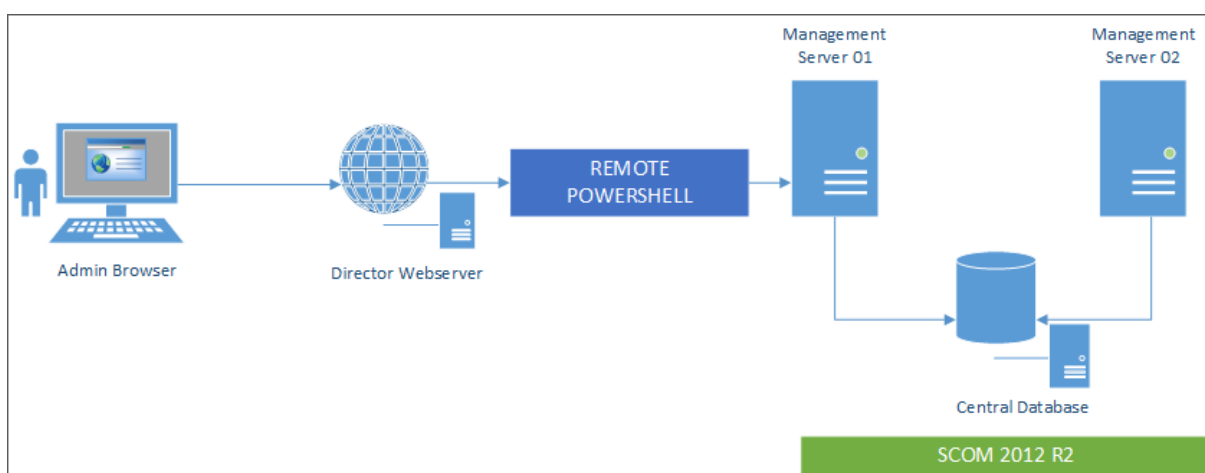 Management
Server 01
Management
Server 02
REMOTE
POWERSHELL
Admin Browser
Director Webserver
Central Database
SCOM 2012 R2